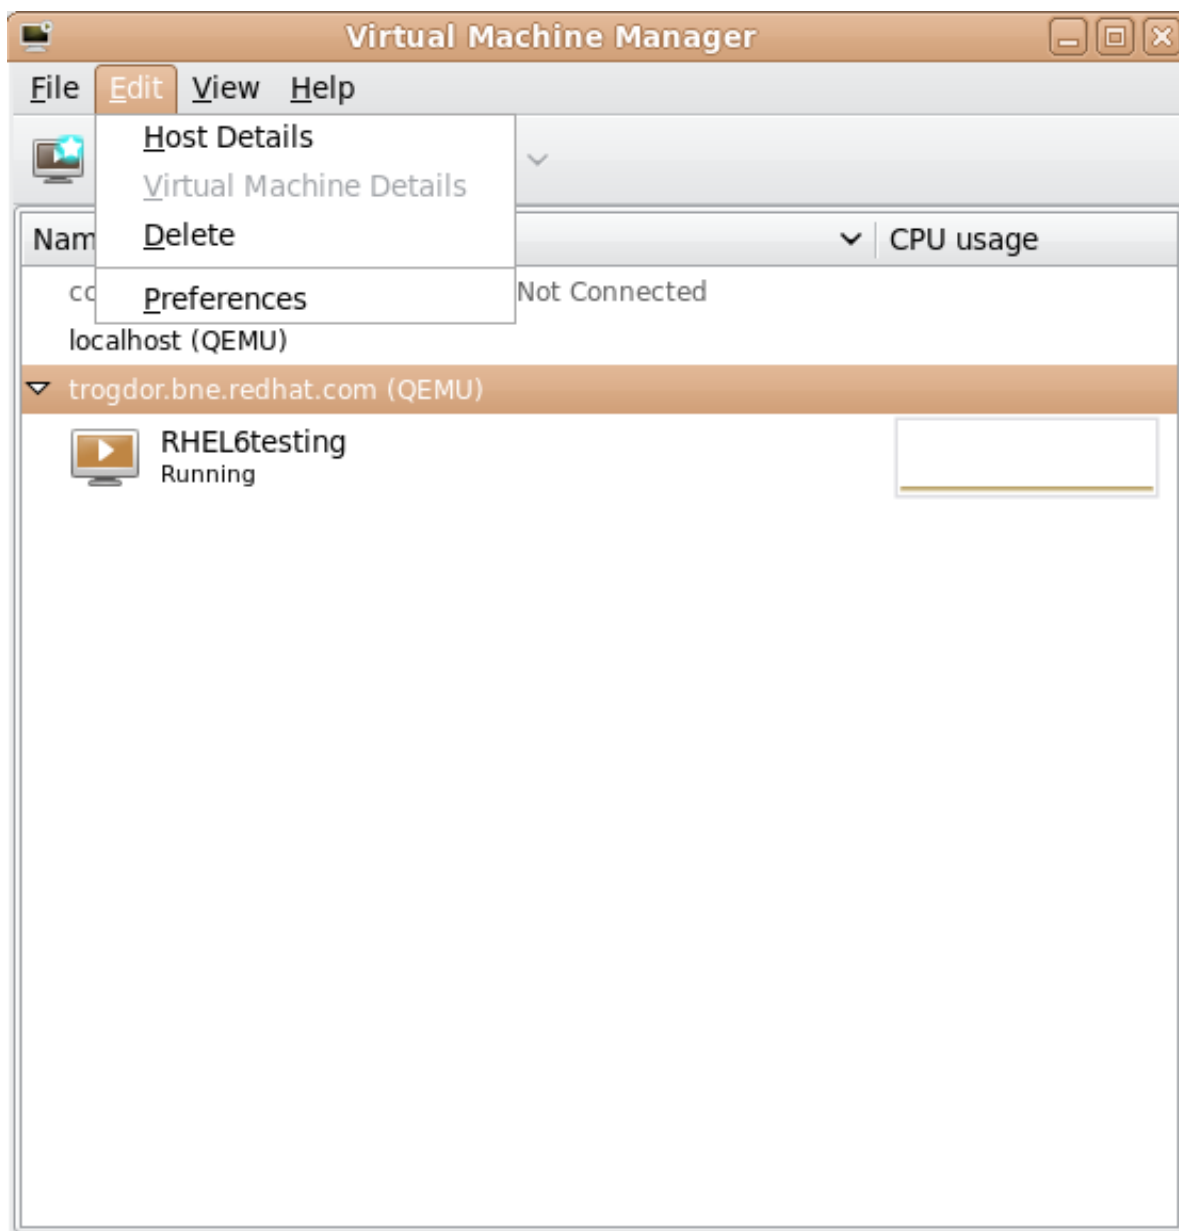 Virtual Machine Manager
File Edit View Help
Host Details
Virtual Machine Details
Delete
Preferences
CPU usage
Not Connected
localhost (QEMU)
trogdor.bne.redhat.com (QEMU)
RHEL6testing
Running